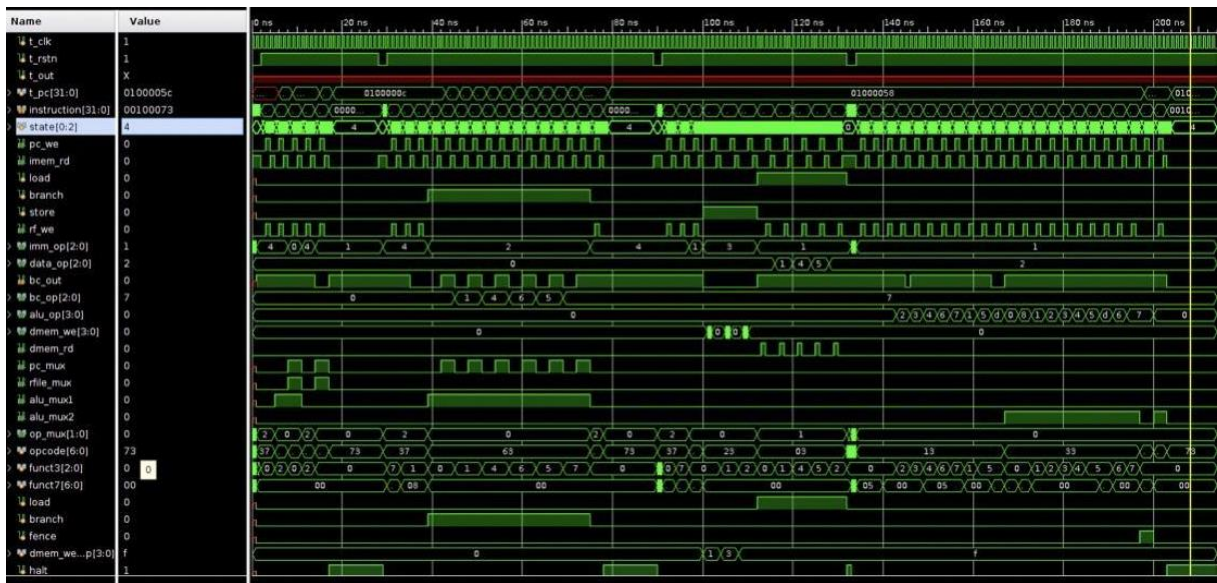 Name Value 0 ns 20 ns 40 ns 60 ns 80 ns 100 ns 120 ns 140 ns 160 ns 180 ns 200 ns
t_clk 1
t_rstn 1
t_out X
t_pc[31:0] 0100005c 0100000c 01000058 010...
instruction[31:0] 00100073 0000... 0000... 0010...
state[0:2] 4 4 4 0 4
pc_we 0
imem_rd 0
load 0
branch 0
store 0
rf_we 0
imm_op[2:0] 1 4 0 4 1 4 2 4 1 3 1 1
data_op[2:0] 2 0 1 4 5 2
bc_out 0
bc_op[2:0] 7 0 1 4 6 5 7
alu_op[3:0] 0 0 2 3 4 6 7 1 5 d 0 8 1 2 3 4 5 d 6 7 0
dmem_we[3:0] 0 0 0 0 0
dmem_rd 0
pc_mux 0
rfile_mux 0
alu_mux1 0
alu_mux2 0
op_mux[1:0] 0 2 0 2 0 2 0 2 0 2 0 1 0
opcode[6:0] 73 37 73 37 63 73 37 23 03 13 33 73
funct3[2:0] 0 0 0 2 0 2 0 7 1 0 1 4 6 5 7 0 0 7 0 1 2 0 1 4 5 2 0 2 3 4 6 7 1 5 0 1 2 3 4 5 6 7 0
funct7[6:0] 00 00 08 00 00 05 00 05 00 00 00
load 0
branch 0
fence 0
dmem_we...p[3:0] f 0 1 3 f
halt 1